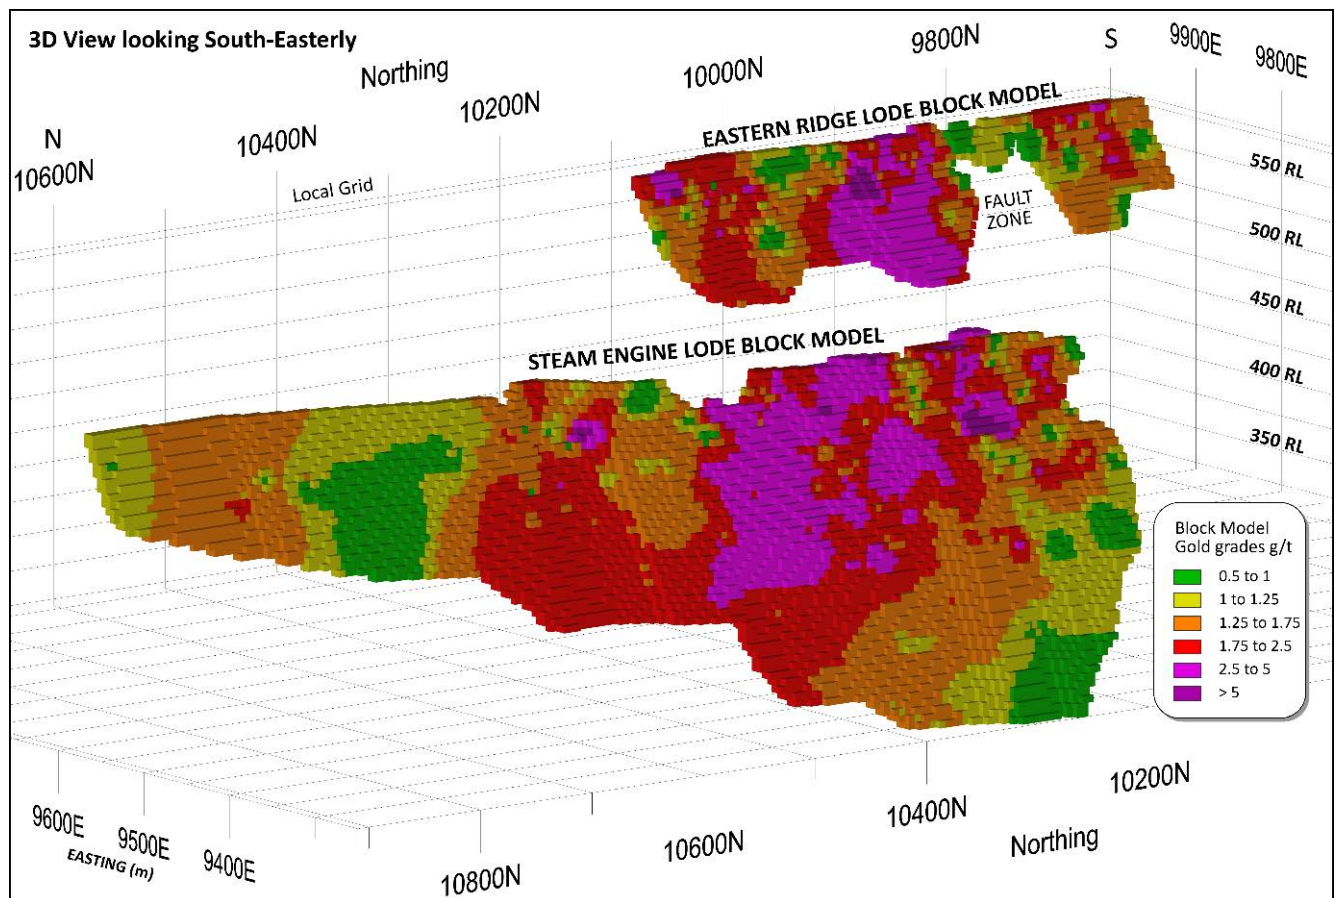 3D View looking South-Easterly
Northing
N
10600N
10400N
10200N
10000N
9800N
S
9900E
9800E
Local Grid
EASTERN RIDGE LODE BLOCK MODEL
FAULT
ZONE
550 RL
500 RL
450 RL
400 RL
350 RL
STEAM ENGINE LODE BLOCK MODEL
Block Model
Gold grades g/t
0.5 to 1
1 to 1.25
1.25 to 1.75
1.75 to 2.5
2.5 to 5
> 5
9600E
9500E
9400E
EASTING (m)
10800N
10600N
10400N
10200N
Northing